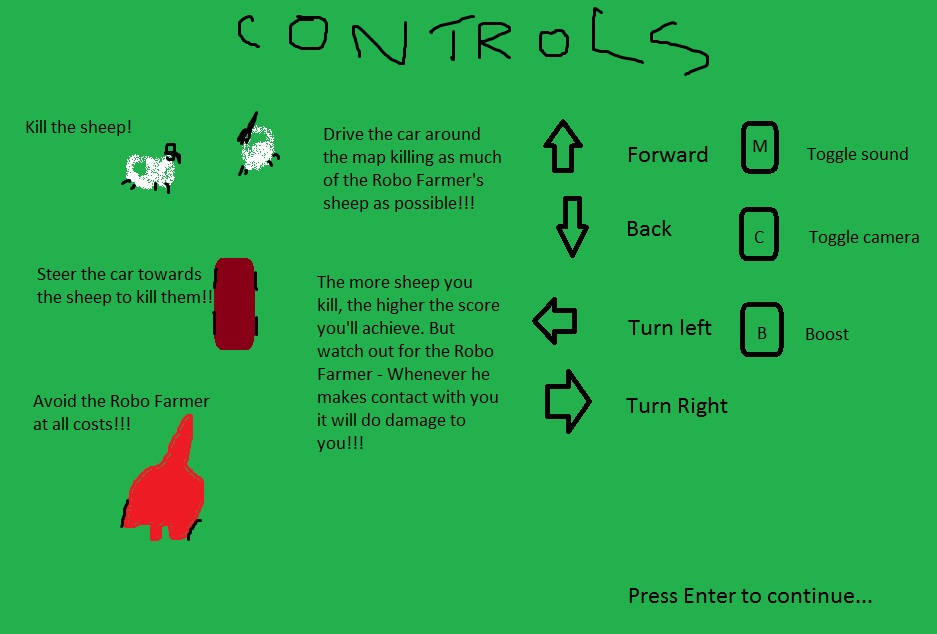 CONTROLS
Kill the sheep!
Steer the car towards
the sheep to kill them!!
Avoid the Robo Farmer
at all costs!!!
Drive the car around
the map killing as much
of the Robo Farmer's
sheep as possible!!!
The more sheep you
kill, the higher the score
you'll achieve. But
watch out for the Robo
Farmer - Whenever he
makes contact with you
it will do damage to
you!!!
Forward
Back
Turn left
Turn Right
M
Toggle sound
C
Toggle camera
B
Boost
Press Enter to continue...